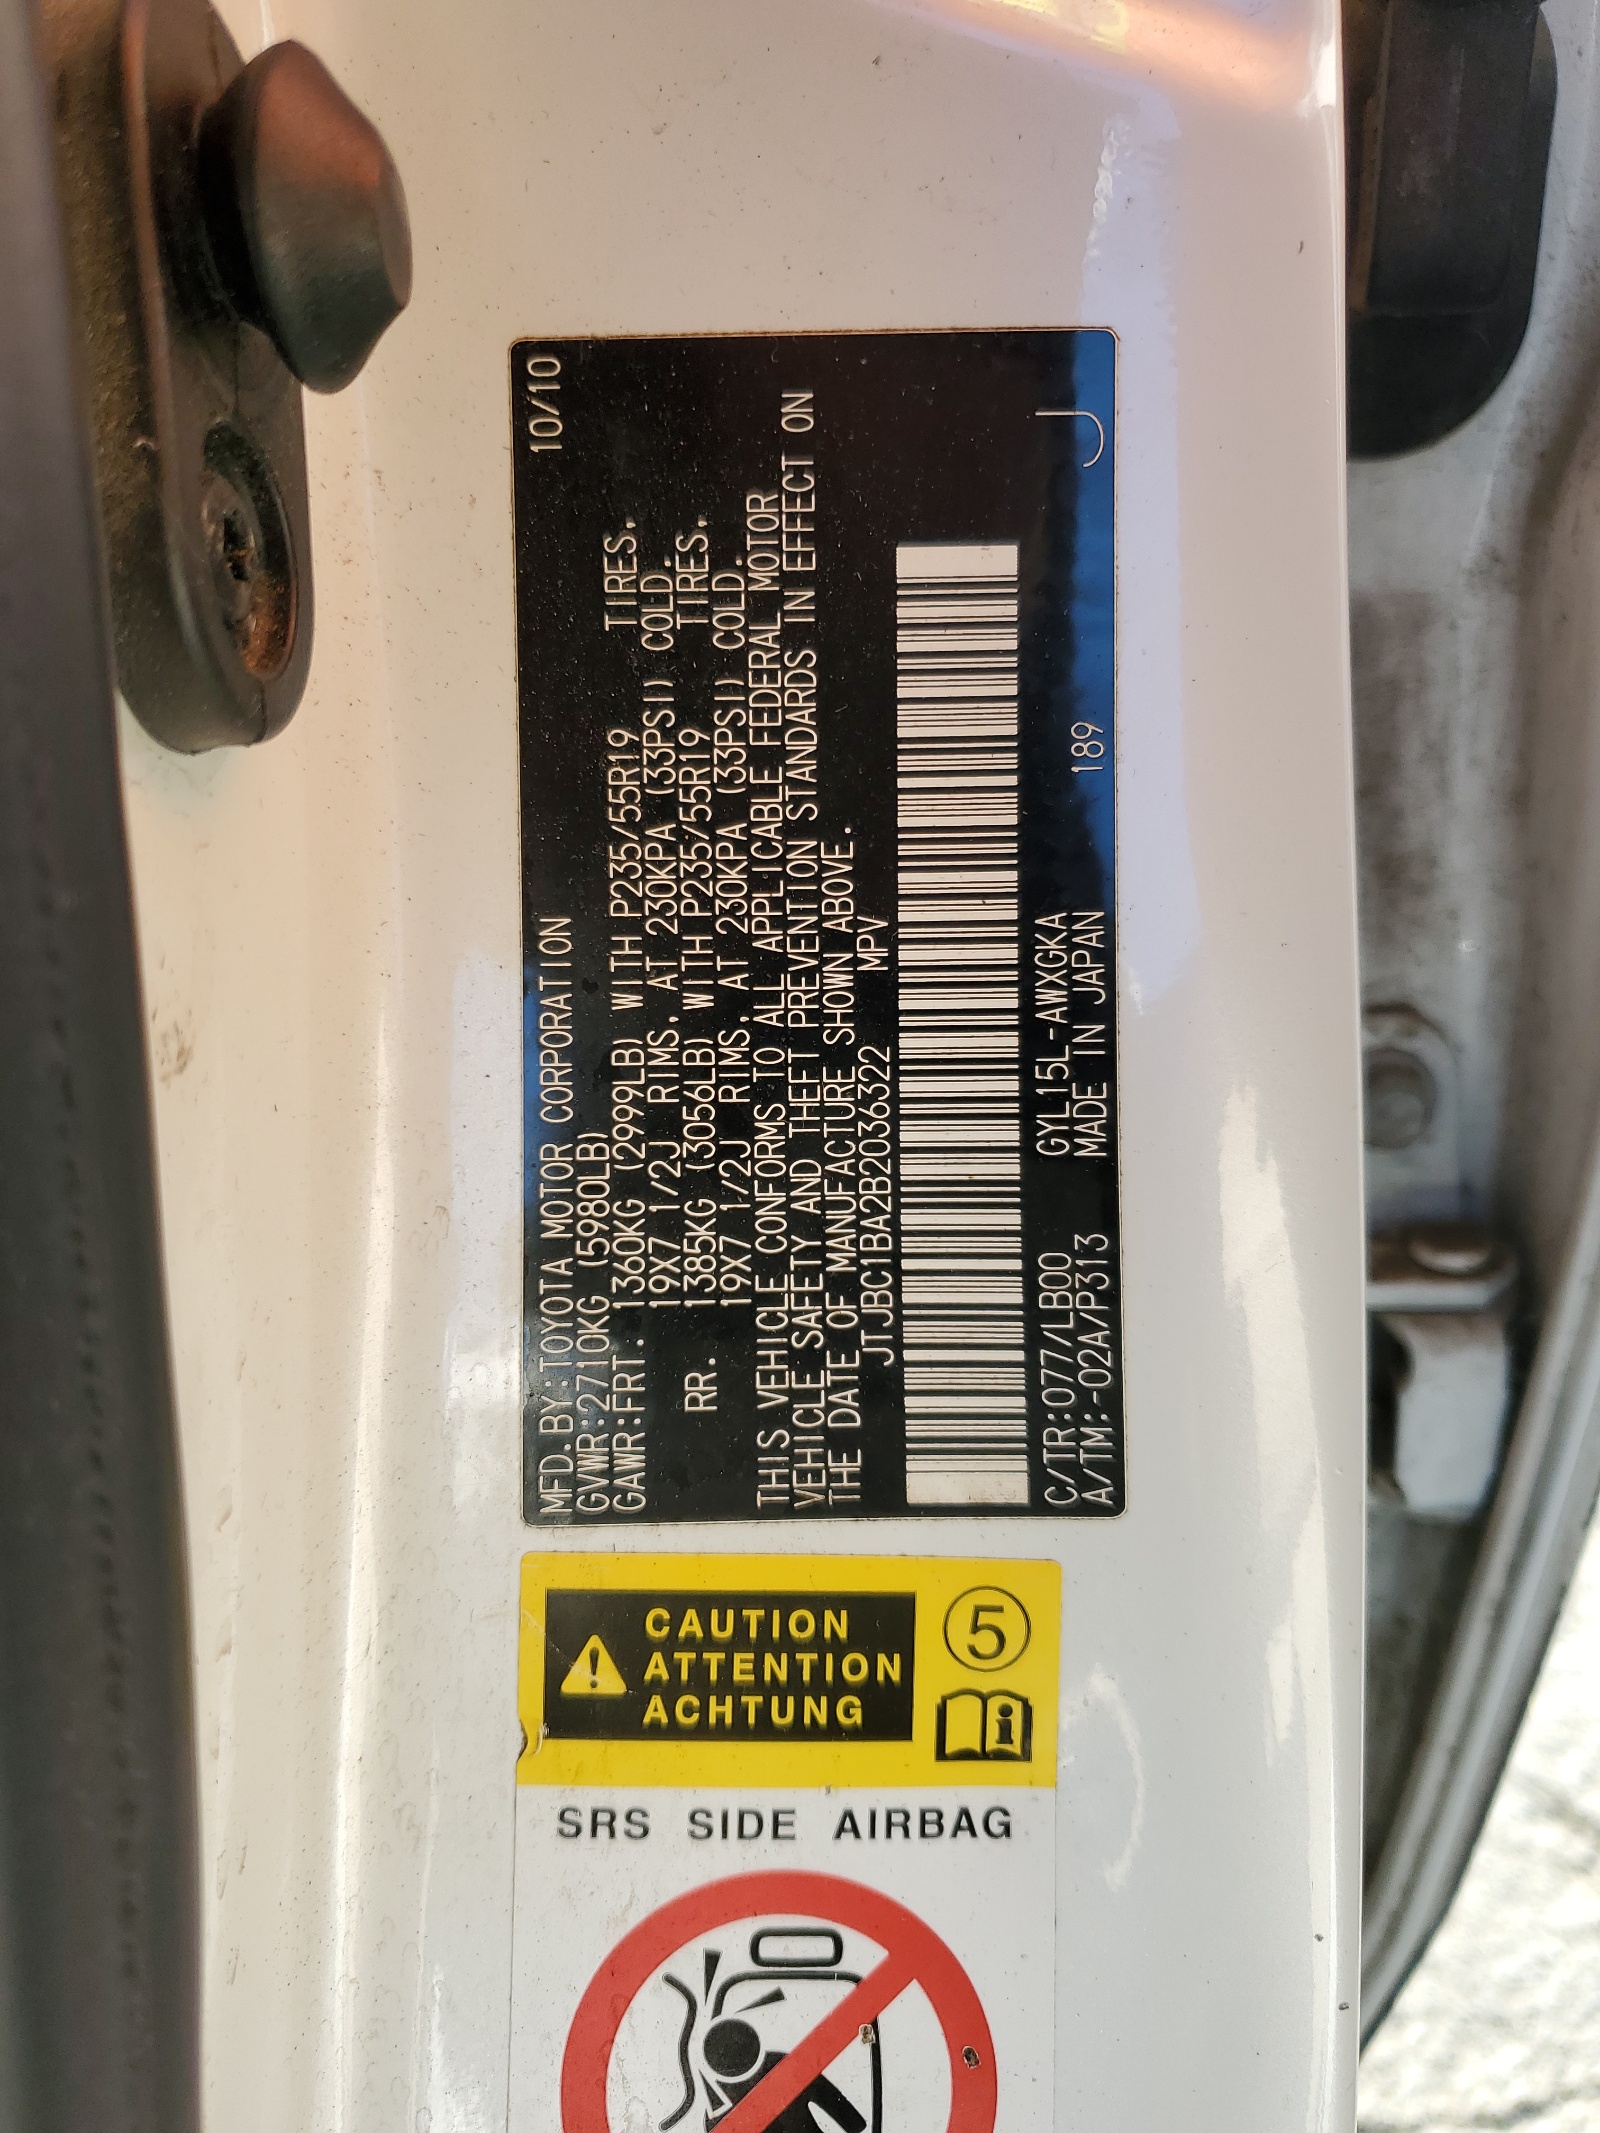 MFD.BY:TOYOTA MOTOR CORPORATION 10/10
GVWR:2710KG (5980LB)
GAWR:FRT. 1360KG (2999LB) WITH P235/55R19 TIRES,
19X7 1/2J RIMS, AT 230KPA (33PSI) COLD.
RR. 1385KG (3056LB) WITH P235/55R19 TIRES,
19X7 1/2J RIMS, AT 230KPA (33PSI) COLD.
THIS VEHICLE CONFORMS TO ALL APPLICABLE FEDERAL MOTOR
VEHICLE SAFETY AND THEFT PREVENTION STANDARDS IN EFFECT ON
THE DATE OF MANUFACTURE SHOWN ABOVE.
JTJBC1BA2B2036322 MPV
C/TR:077/LB00 GYL15L-AWXGKA
A/TM:-02A/P313 MADE IN JAPAN 189 J
CAUTION
ATTENTION
ACHTUNG
5
SRS SIDE AIRBAG